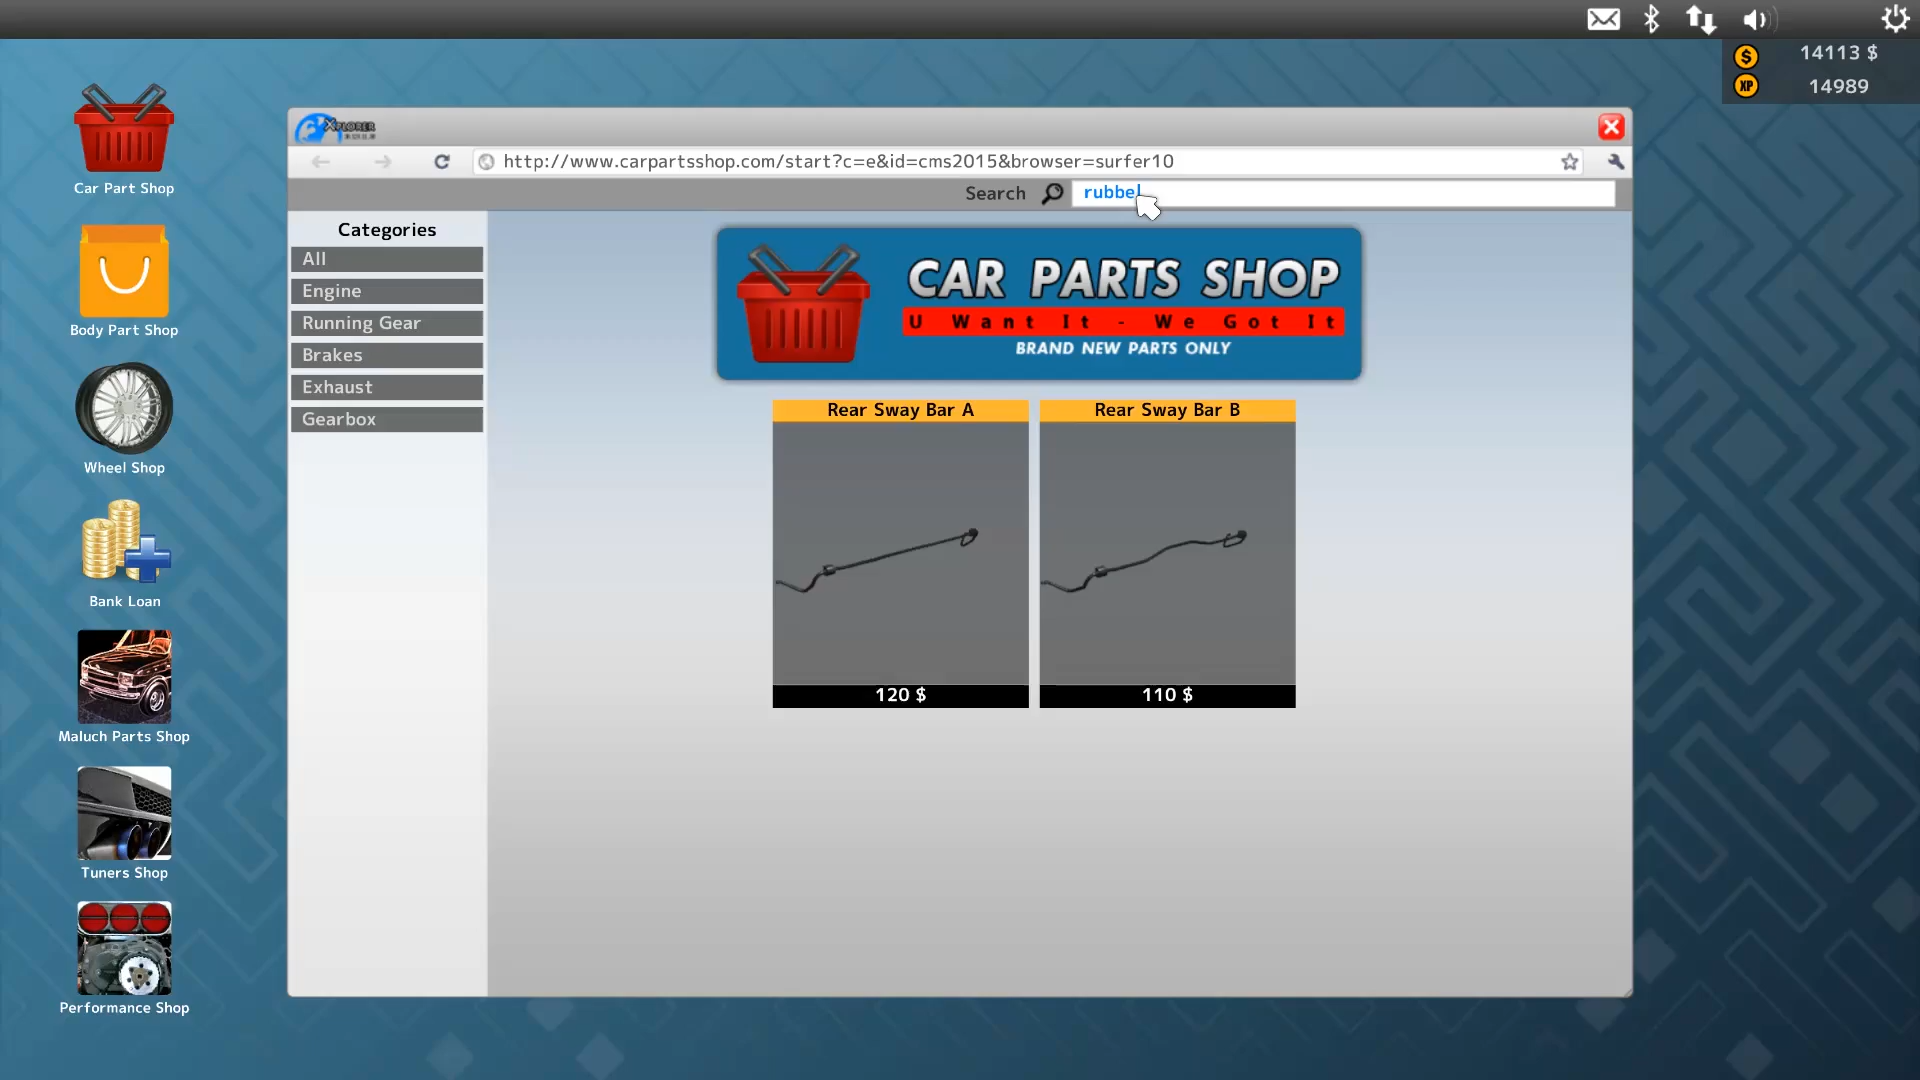 14113 $
XP 14989
Car Part Shop
Body Part Shop
Wheel Shop
Bank Loan
Maluch Parts Shop
Tuners Shop
Performance Shop
XPLORER
http://www.carpartsshop.com/start?c=e&id=cms2015&browser=surfer10
Search rubbe
Categories
All
Engine
Running Gear
Brakes
Exhaust
Gearbox
CAR PARTS SHOP
U Want It - We Got It
BRAND NEW PARTS ONLY
Rear Sway Bar A
120 $
Rear Sway Bar B
110 $